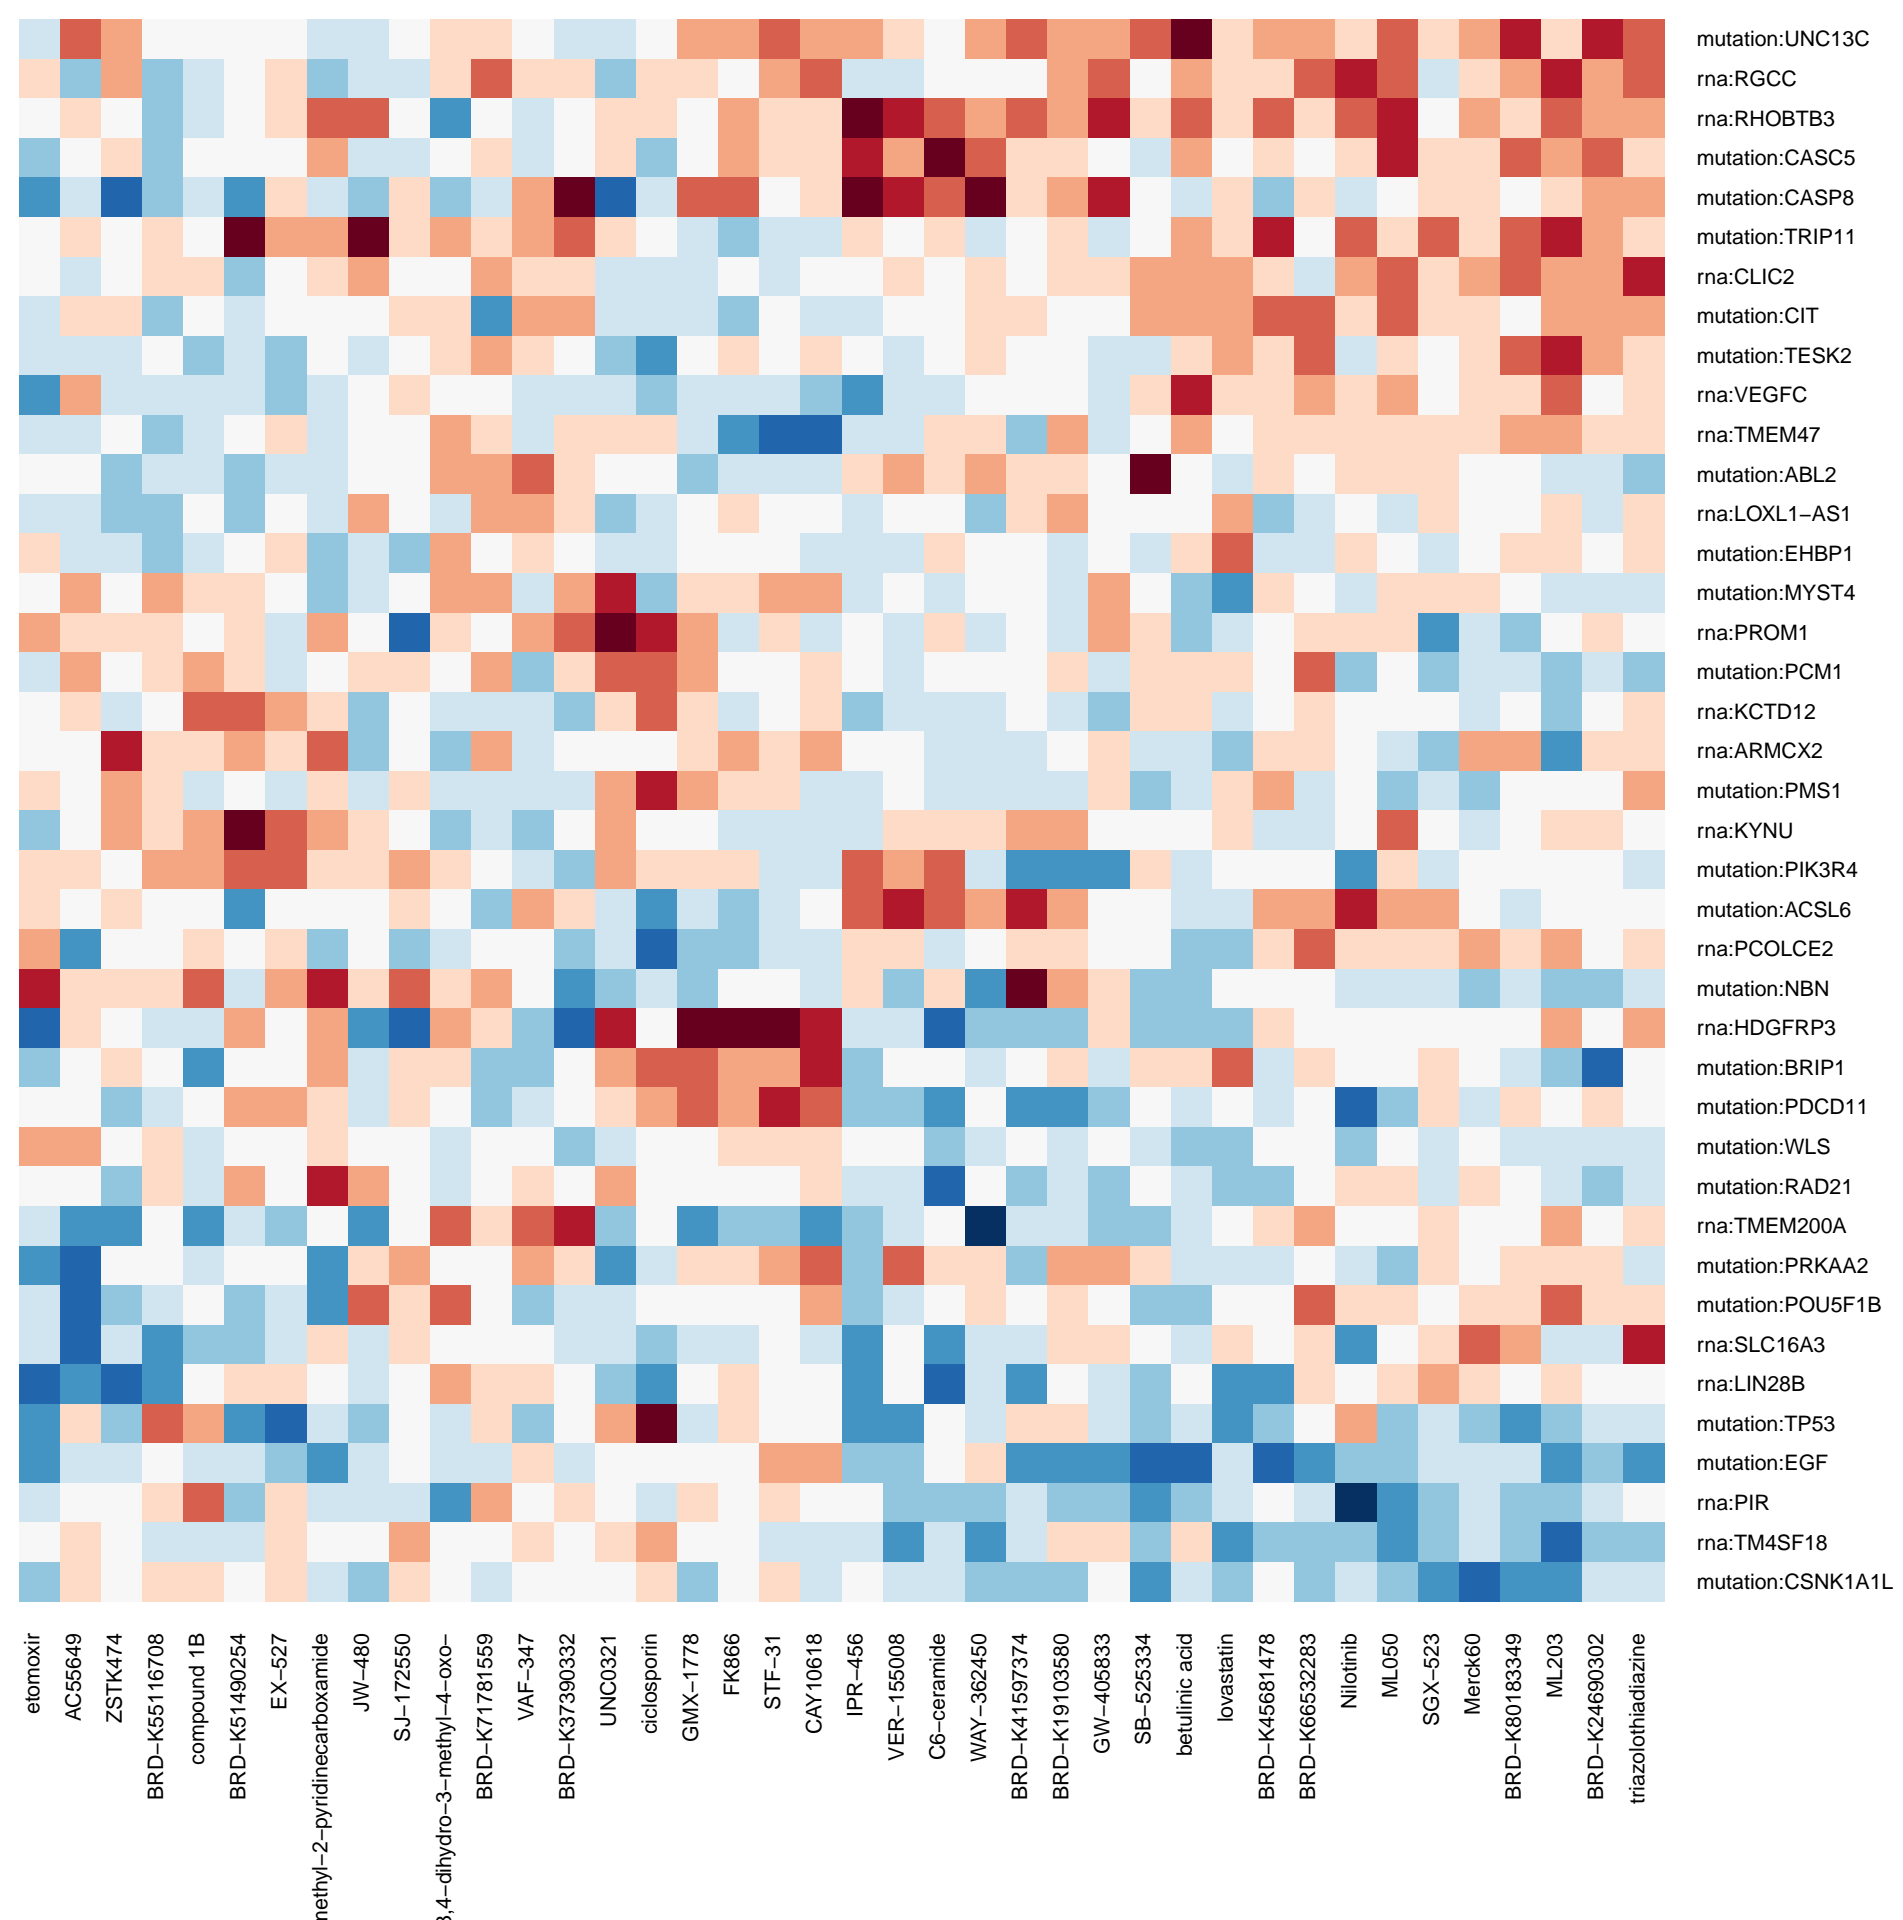 mutation:UNC13C
rna:RGCC
rna:RHOBTB3
mutation:CASC5
mutation:CASP8
mutation:TRIP11
rna:CLIC2
mutation:CIT
mutation:TESK2
rna:VEGFC
rna:TMEM47
mutation:ABL2
rna:LOXL1−AS1
mutation:EHBP1
mutation:MYST4
rna:PROM1
mutation:PCM1
rna:KCTD12
rna:ARMCX2
mutation:PMS1
rna:KYNU
mutation:PIK3R4
mutation:ACSL6
rna:PCOLCE2
mutation:NBN
rna:HDGFRP3
mutation:BRIP1
mutation:PDCD11
mutation:WLS
mutation:RAD21
rna:TMEM200A
mutation:PRKAA2
mutation:POU5F1B
rna:SLC16A3
rna:LIN28B
mutation:TP53
mutation:EGF
rna:PIR
rna:TM4SF18
mutation:CSNK1A1L
etomoxir
AC55649
ZSTK474
BRD−K55116708
compound 1B
BRD−K51490254
EX−527
methyl−2−pyridinecarboxamide
JW−480
SJ−172550
3,4−dihydro−3−methyl−4−oxo−
BRD−K71781559
VAF−347
BRD−K37390332
UNC0321
ciclosporin
GMX−1778
FK866
STF−31
CAY10618
IPR−456
VER−155008
C6−ceramide
WAY−362450
BRD−K41597374
BRD−K19103580
GW−405833
SB−525334
betulinic acid
lovastatin
BRD−K45681478
BRD−K66532283
Nilotinib
ML050
SGX−523
Merck60
BRD−K80183349
ML203
BRD−K24690302
triazolothiadiazine